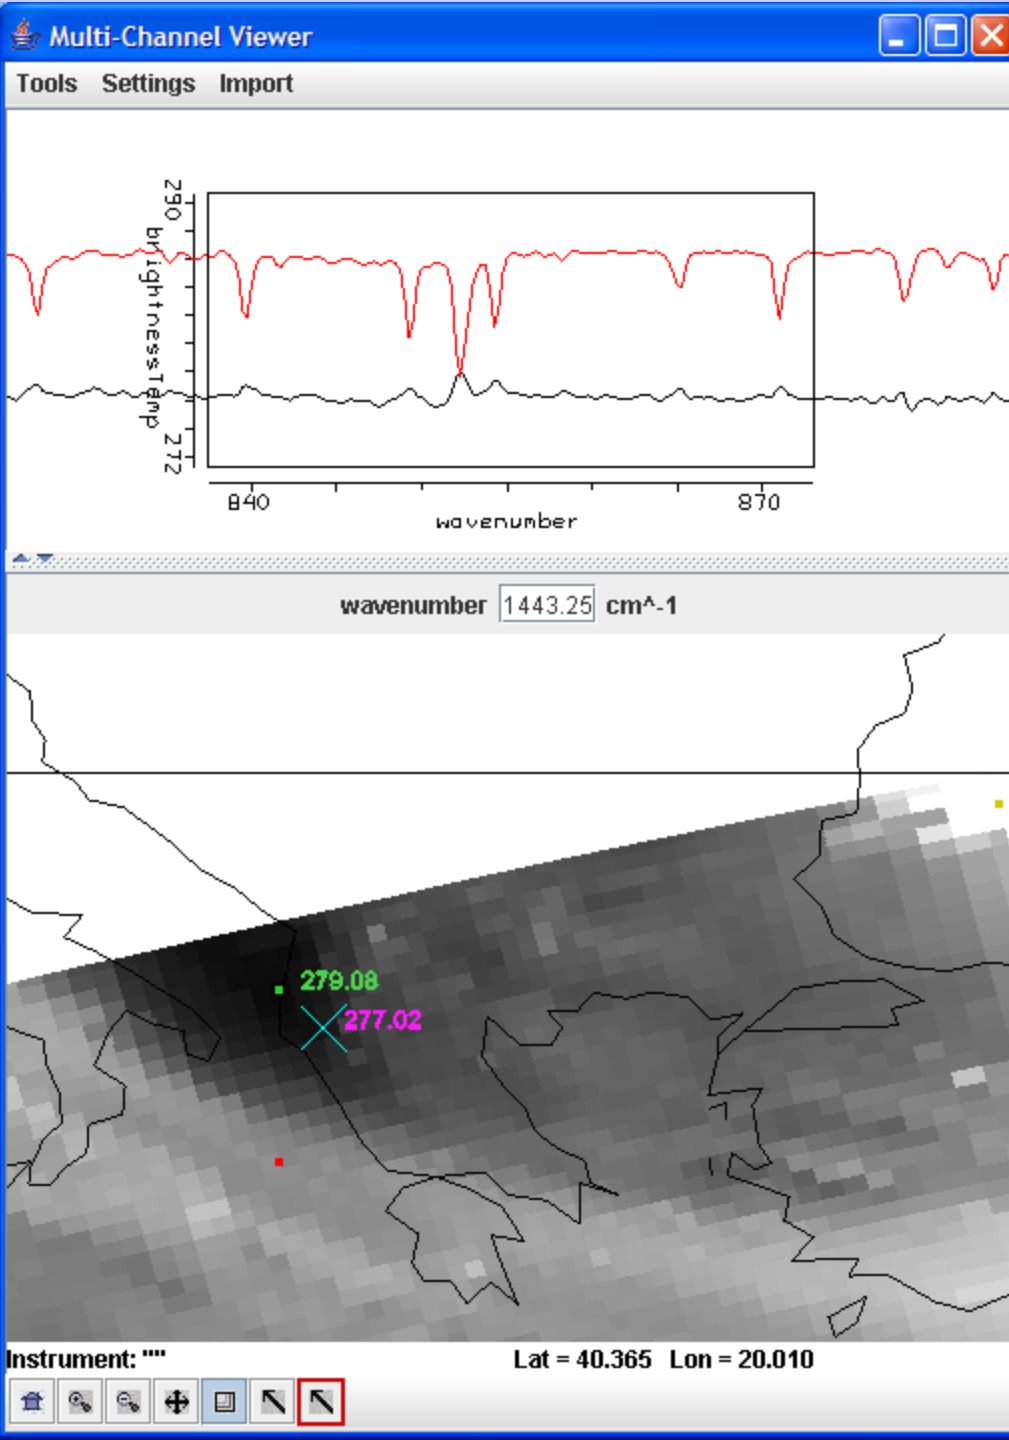 Multi-Channel Viewer
Tools Settings Import
290
brightnessTemp
272
840 870
wavenumber
wavenumber 1443.25 cm^-1
279.08
277.02
Instrument: "" Lat = 40.365 Lon = 20.010